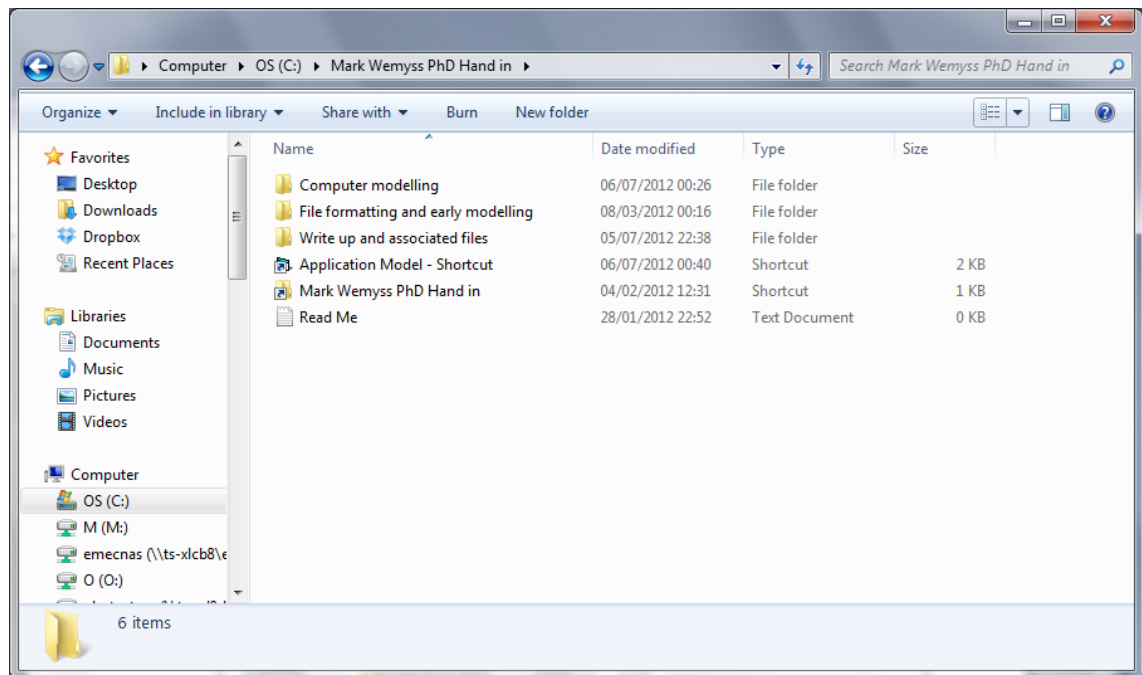 Computer OS (C:) Mark Wemyss PhD Hand in Search Mark Wemyss PhD Hand in
Organize Include in library Share with Burn New folder
Favorites
Desktop
Downloads
Dropbox
Recent Places
Libraries
Documents
Music
Pictures
Videos
Computer
OS (C:)
M (M:)
emecnas (\\ts-xlcb8\e
O (O:)
Name Date modified Type Size
Computer modelling 06/07/2012 00:26 File folder
File formatting and early modelling 08/03/2012 00:16 File folder
Write up and associated files 05/07/2012 22:38 File folder
Application Model - Shortcut 06/07/2012 00:40 Shortcut 2 KB
Mark Wemyss PhD Hand in 04/02/2012 12:31 Shortcut 1 KB
Read Me 28/01/2012 22:52 Text Document 0 KB
6 items